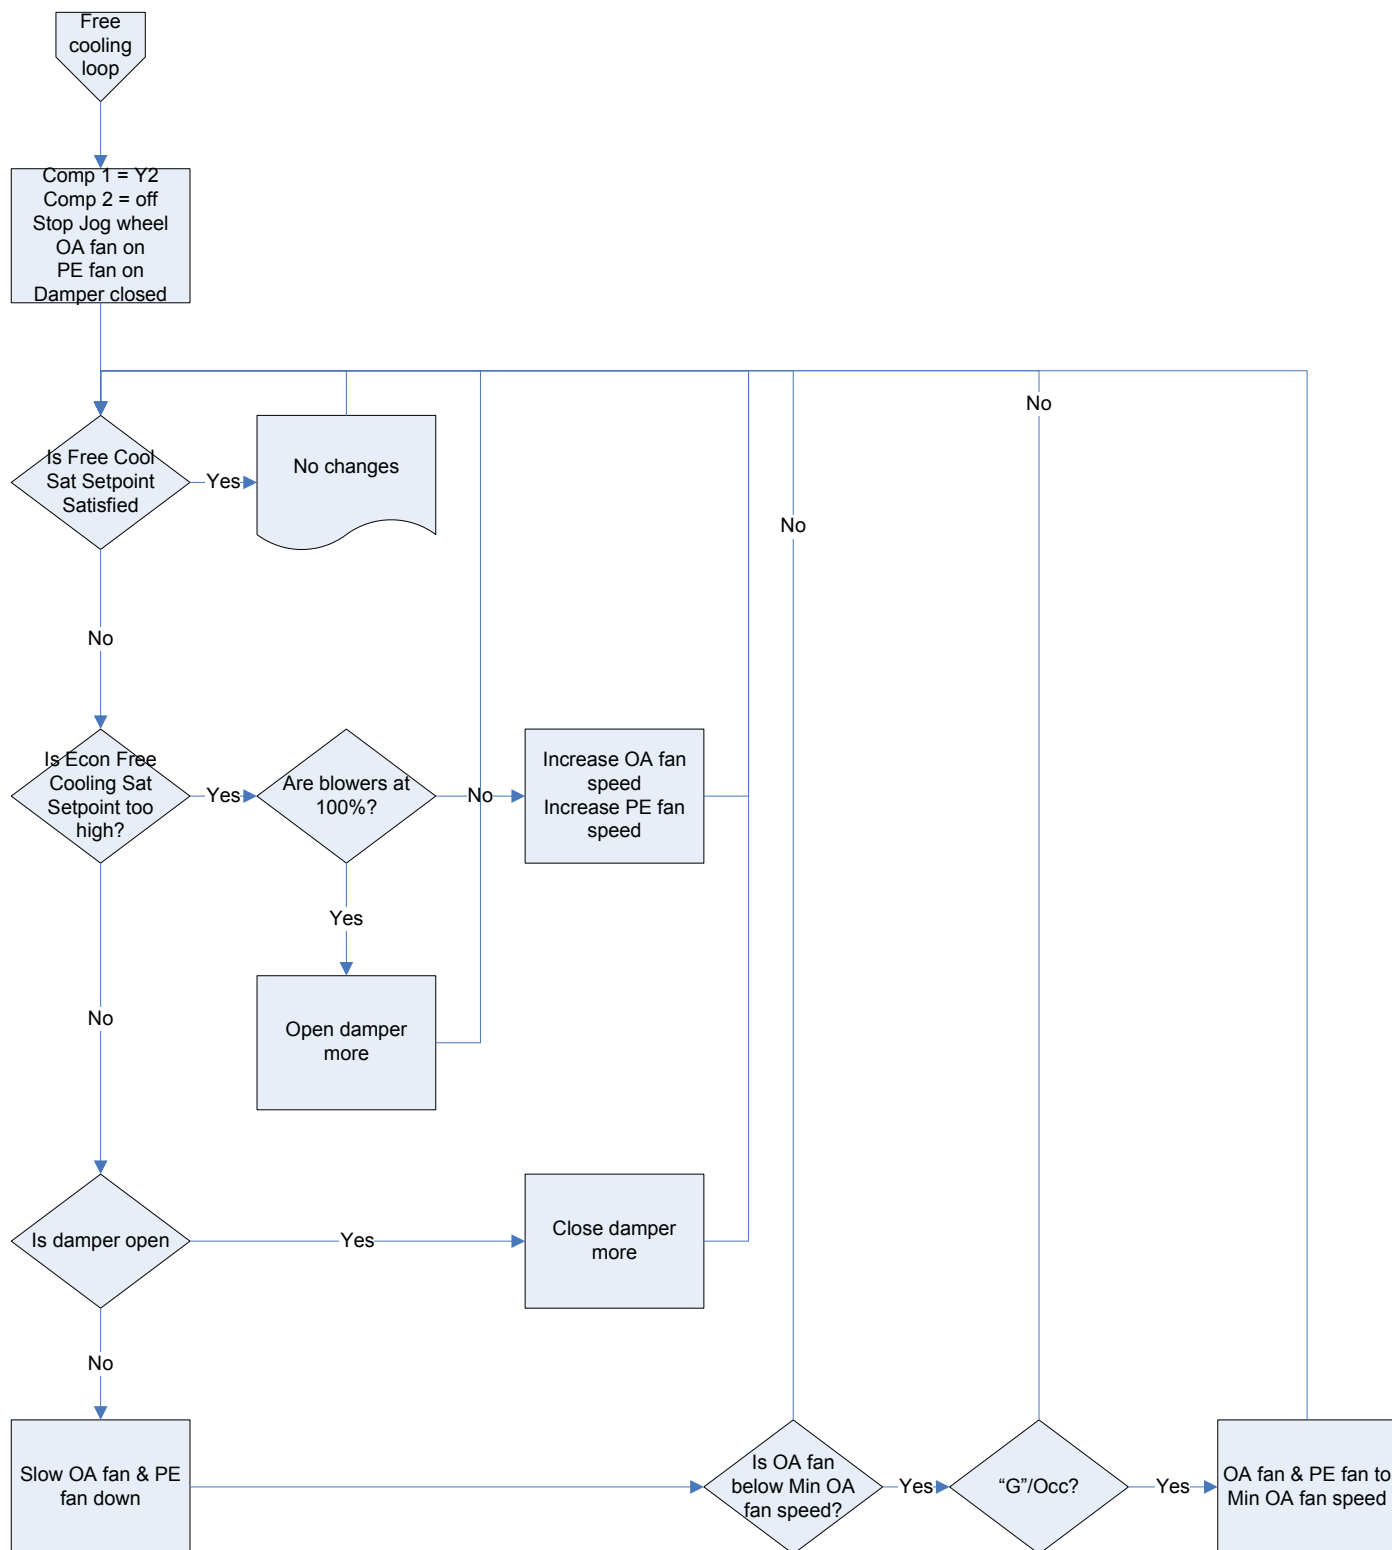 Free
cooling
loop
Comp 1 = Y2
Comp 2 = off
Stop Jog wheel
OA fan on
PE fan on
Damper closed
Is Free Cool
Sat Setpoint
Satisfied
Yes
No changes
No
No
No
Is Econ Free
Cooling Sat
Setpoint too
high?
Yes
Are blowers at
100%?
No
Increase OA fan
speed
Increase PE fan
speed
Yes
Open damper
more
No
Is damper open
Yes
Close damper
more
No
Slow OA fan & PE
fan down
Is OA fan
below Min OA
fan speed?
Yes
“G”/Occ?
Yes
OA fan & PE fan to
Min OA fan speed